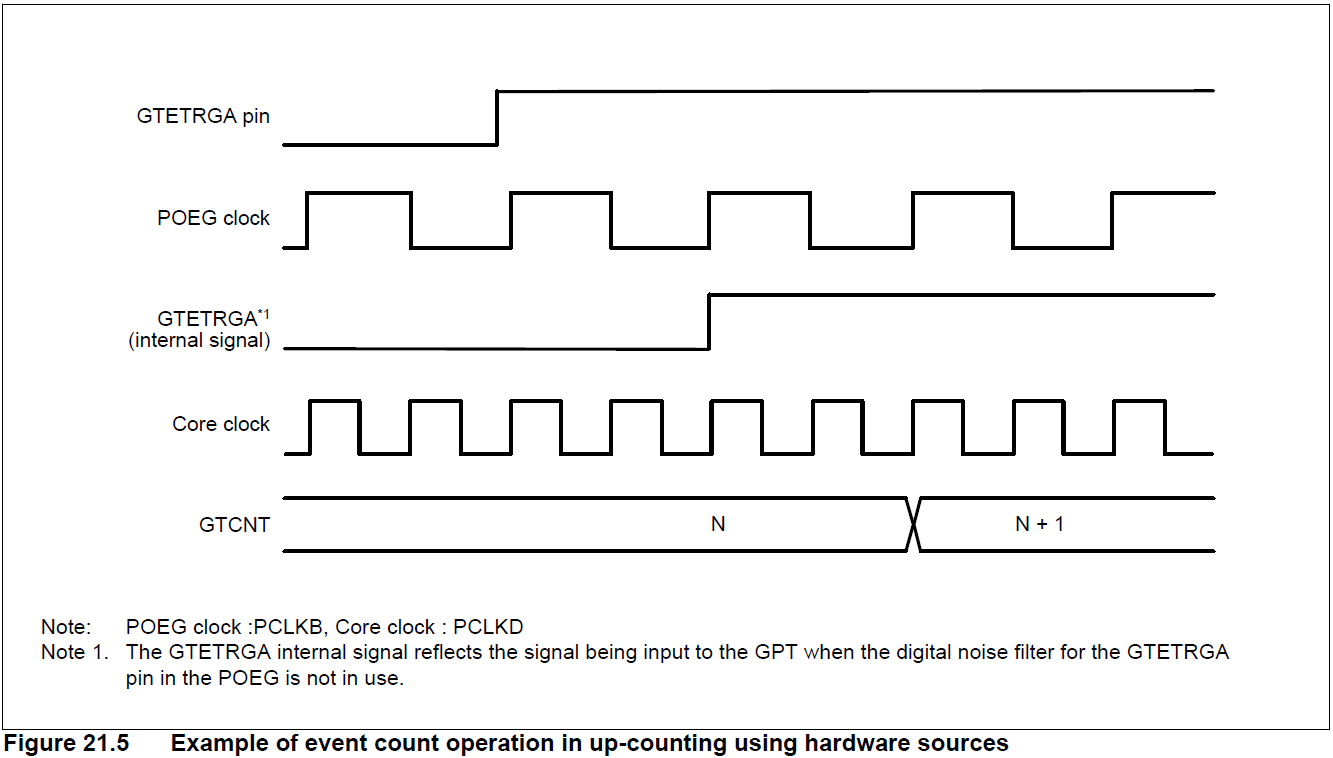 GTETRGA pin
POEG clock
GTETRGA*1
(internal signal)
Core clock
GTCNT
N
N + 1
Note: POEG clock :PCLKB, Core clock : PCLKD
Note 1. The GTETRGA internal signal reflects the signal being input to the GPT when the digital noise filter for the GTETRGA
pin in the POEG is not in use.
Figure 21.5 Example of event count operation in up-counting using hardware sources